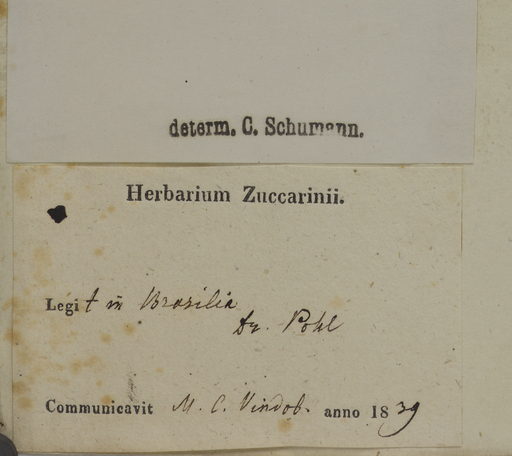 determ. C. Schumann.
Herbarium Zuccarinii.
Legit in Brasilia
Dr. Pohl
Communicavit M. C. Vindob. anno 1839